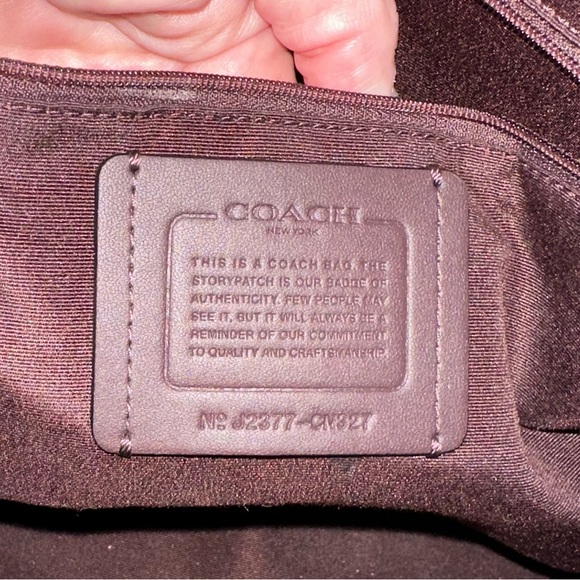 COACH
NEW YORK
THIS IS A COACH BAG. THE
STORYPATCH IS OUR BADGE OF
AUTHENTICITY. FEW PEOPLE MAY
SEE IT, BUT IT WILL ALWAYS BE A
REMINDER OF OUR COMMITMENT
TO QUALITY AND CRAFTSMANSHIP.
Nº J2377-CN327